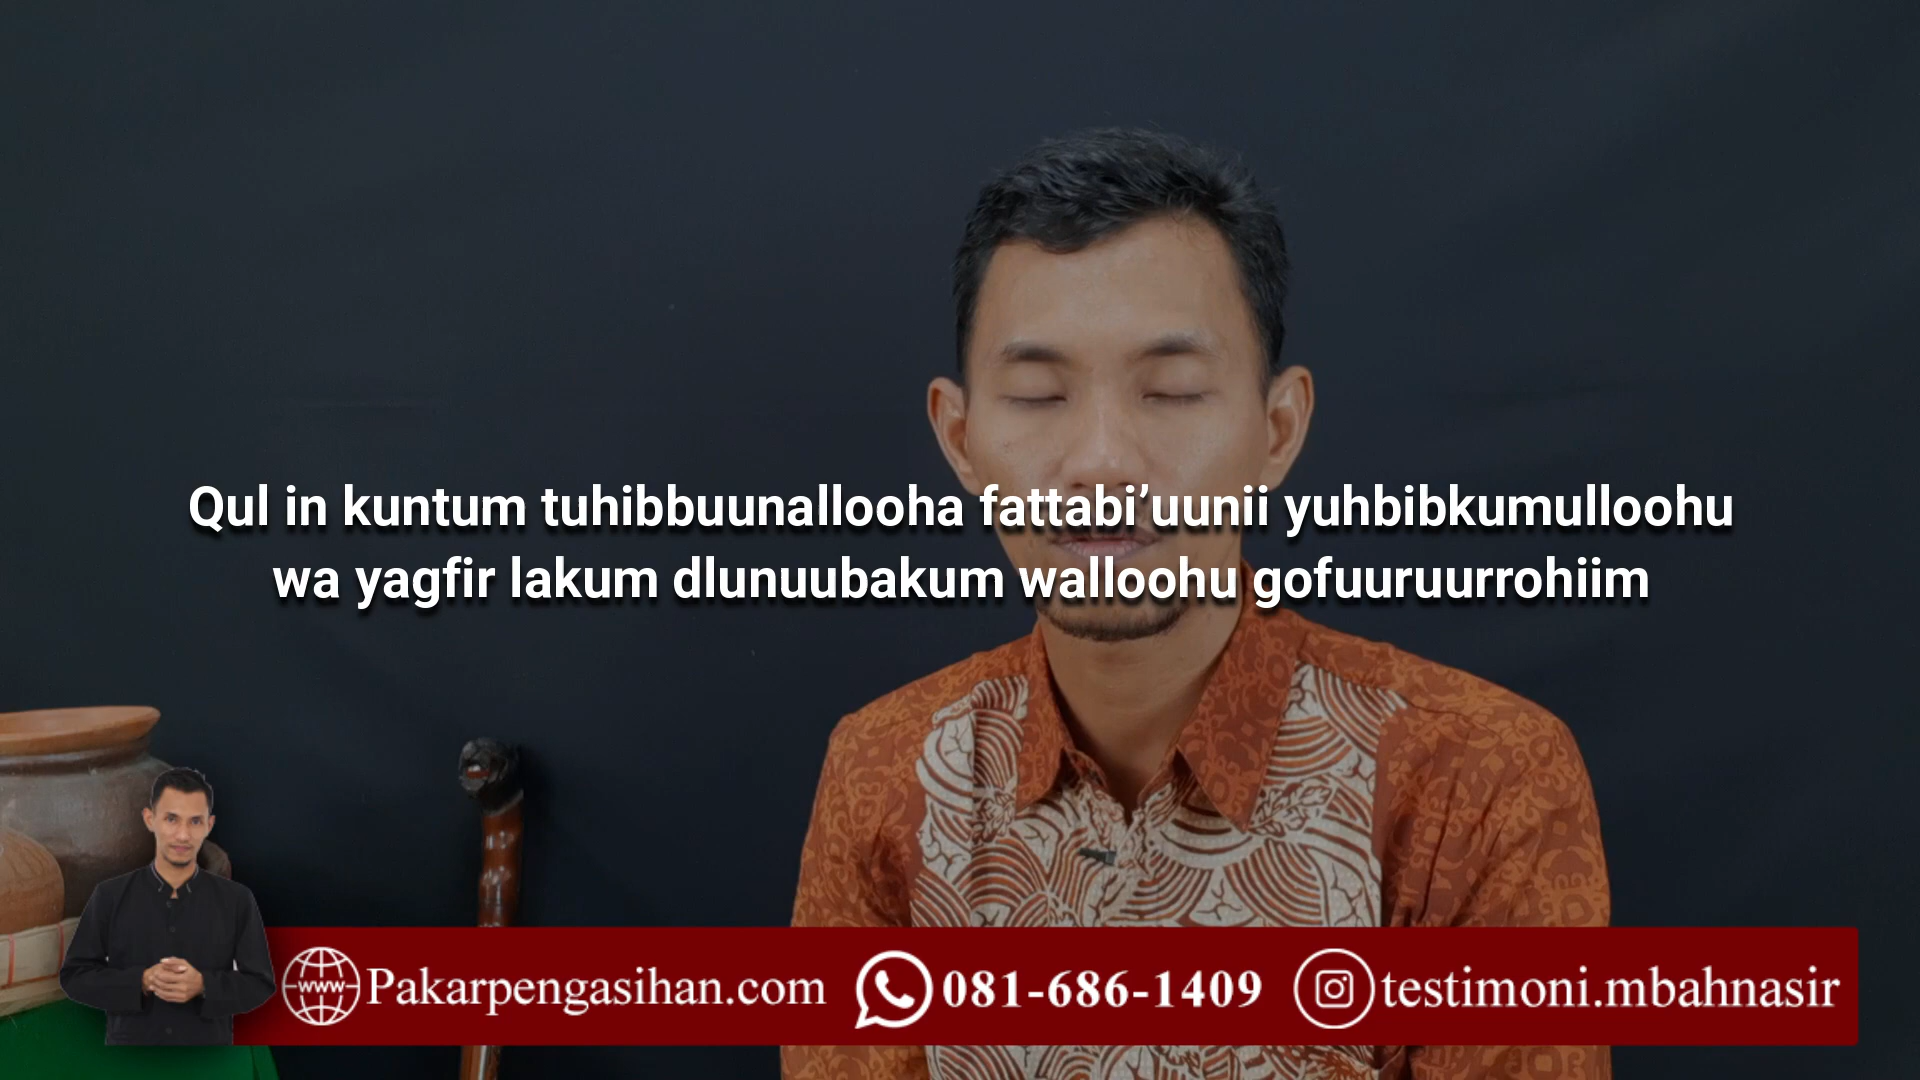 Qul in kuntum tuhibbuunallooha fattabi’uunii yuhbibkumulloohu
wa yagfir lakum dlunuubakum walloohu gofuuruurrohiim
www Pakarpengasihan.com 081-686-1409 testimoni.mbahnasir